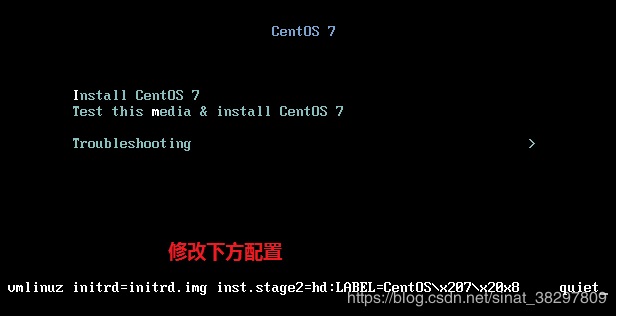 CentOS 7
Install CentOS 7
Test this media & install CentOS 7
Troubleshooting >
修改下方配置
vmlinuz initrd=initrd.img inst.stage2=hd:LABEL=CentOS\x207\x20x8 quiet_
https://blog.csdn.net/sinat_38297809